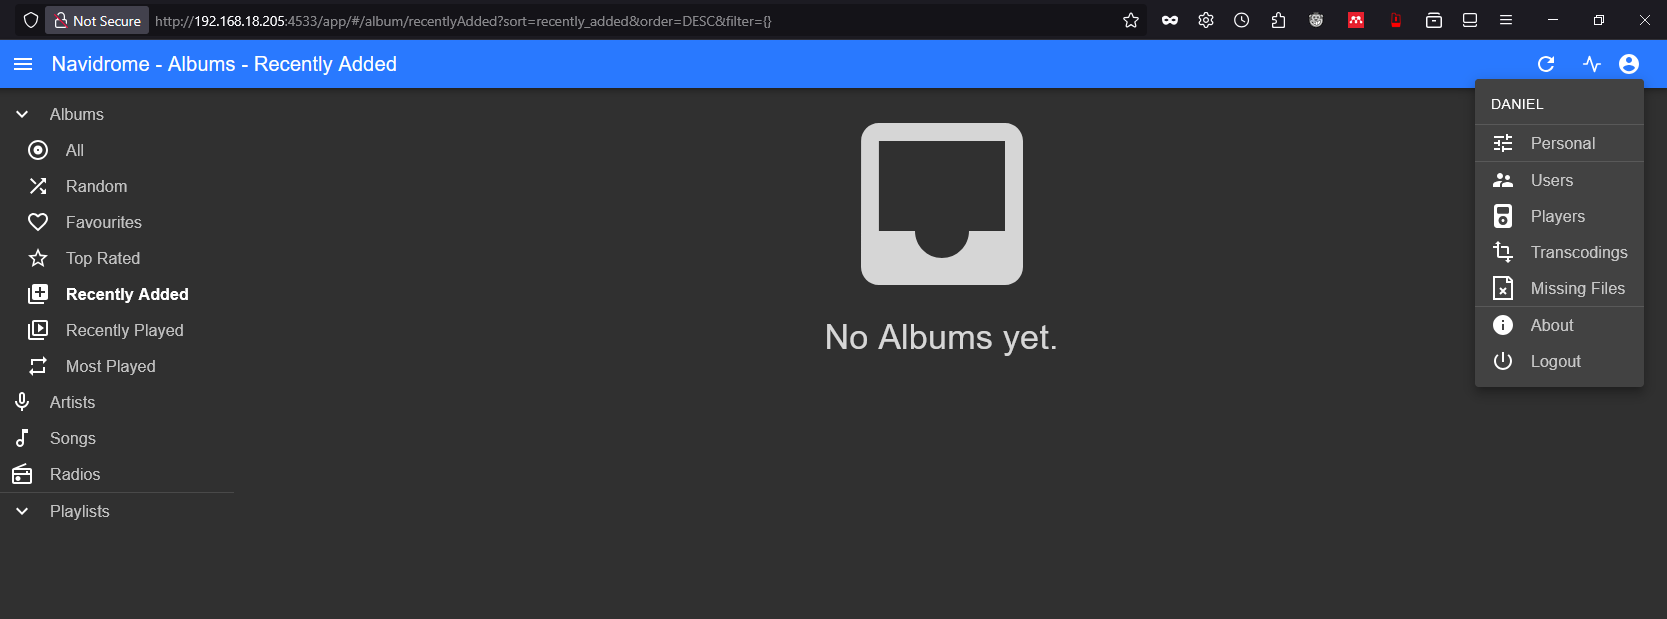 Not Secure
http://192.168.18.205:4533/app/#/album/recentlyAdded?sort=recently_added&order=DESC&filter={}
Navidrome - Albums - Recently Added
Albums
All
Random
Favourites
Top Rated
Recently Added
Recently Played
Most Played
Artists
Songs
Radios
Playlists
No Albums yet.
DANIEL
Personal
Users
Players
Transcodings
Missing Files
About
Logout